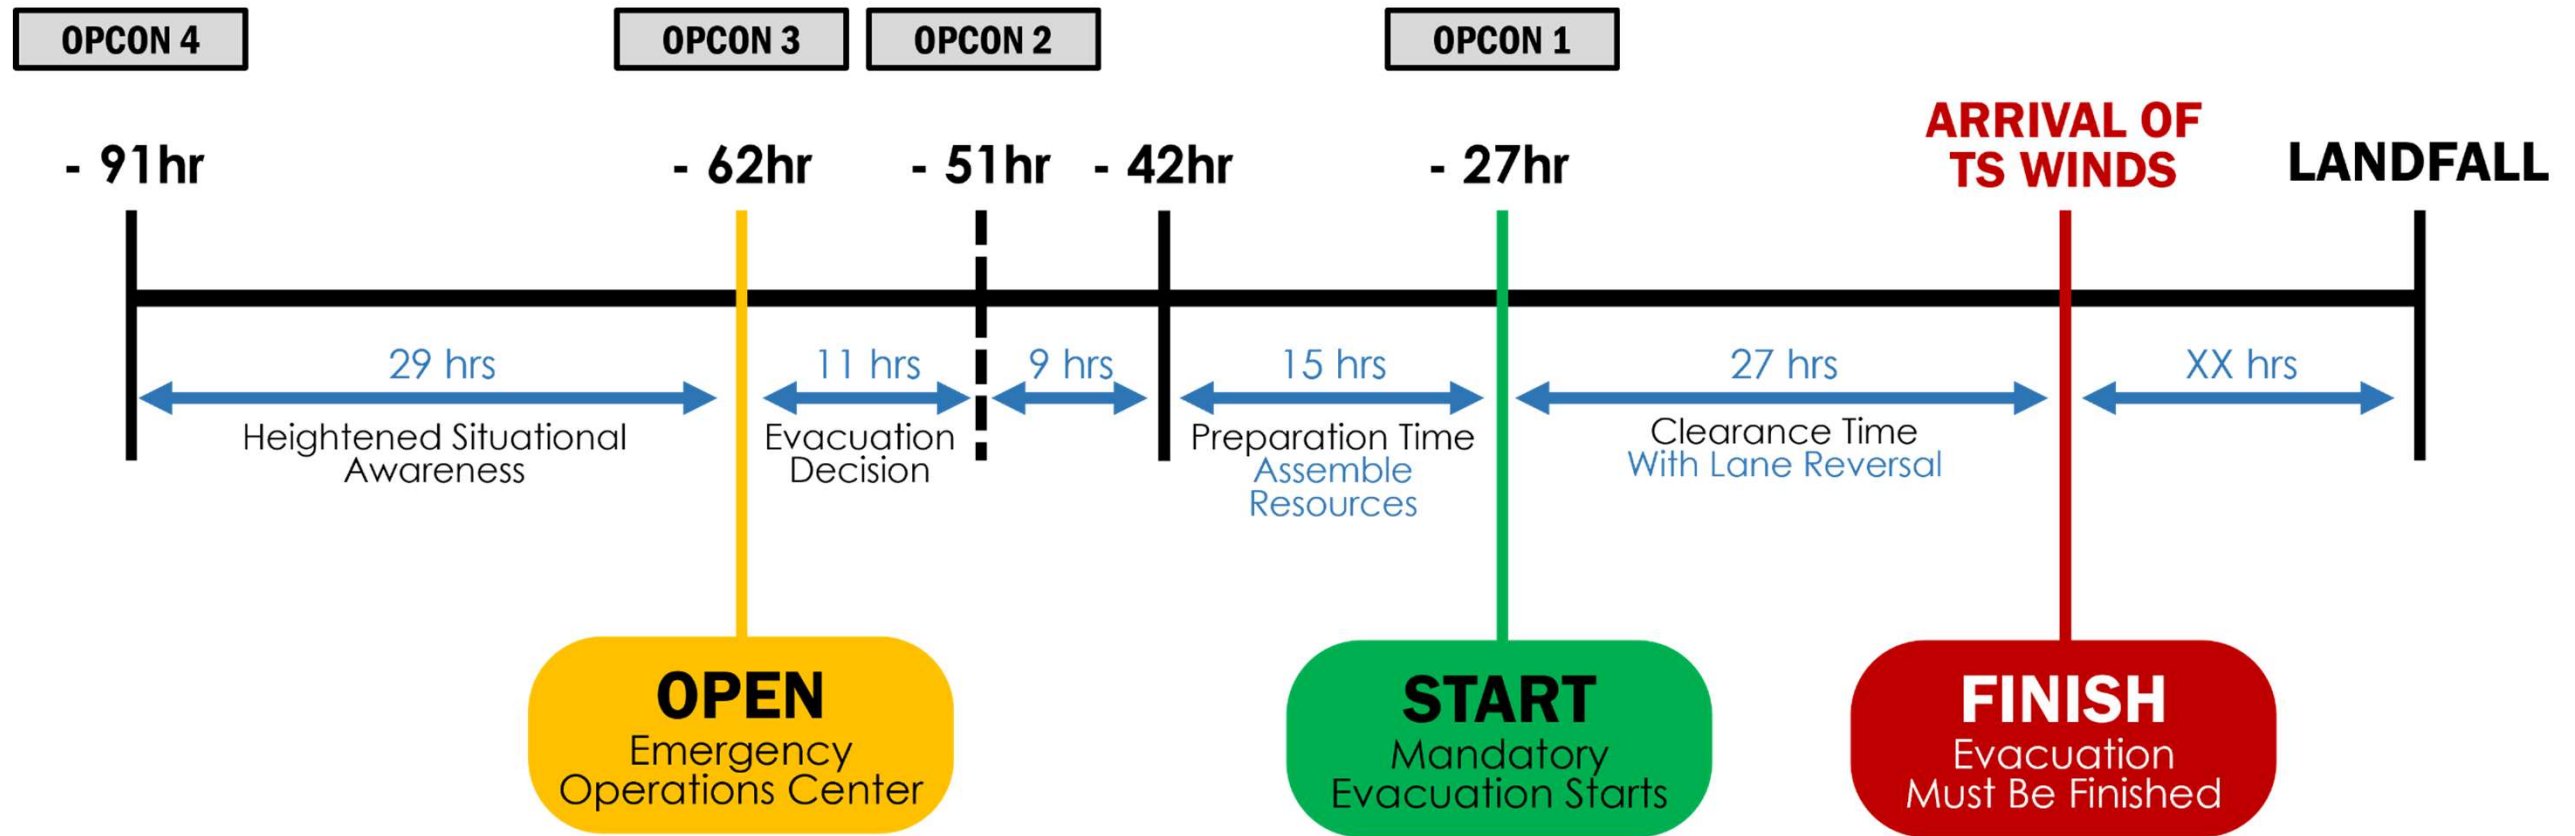 OPCON 4
OPCON 3
OPCON 2
OPCON 1
- 91hr
- 62hr
- 51hr
- 42hr
- 27hr
ARRIVAL OF
TS WINDS
LANDFALL
29 hrs
Heightened Situational
Awareness
11 hrs
Evacuation
Decision
9 hrs
15 hrs
Preparation Time
Assemble
Resources
27 hrs
Clearance Time
With Lane Reversal
XX hrs
OPEN
Emergency
Operations Center
START
Mandatory
Evacuation Starts
FINISH
Evacuation
Must Be Finished